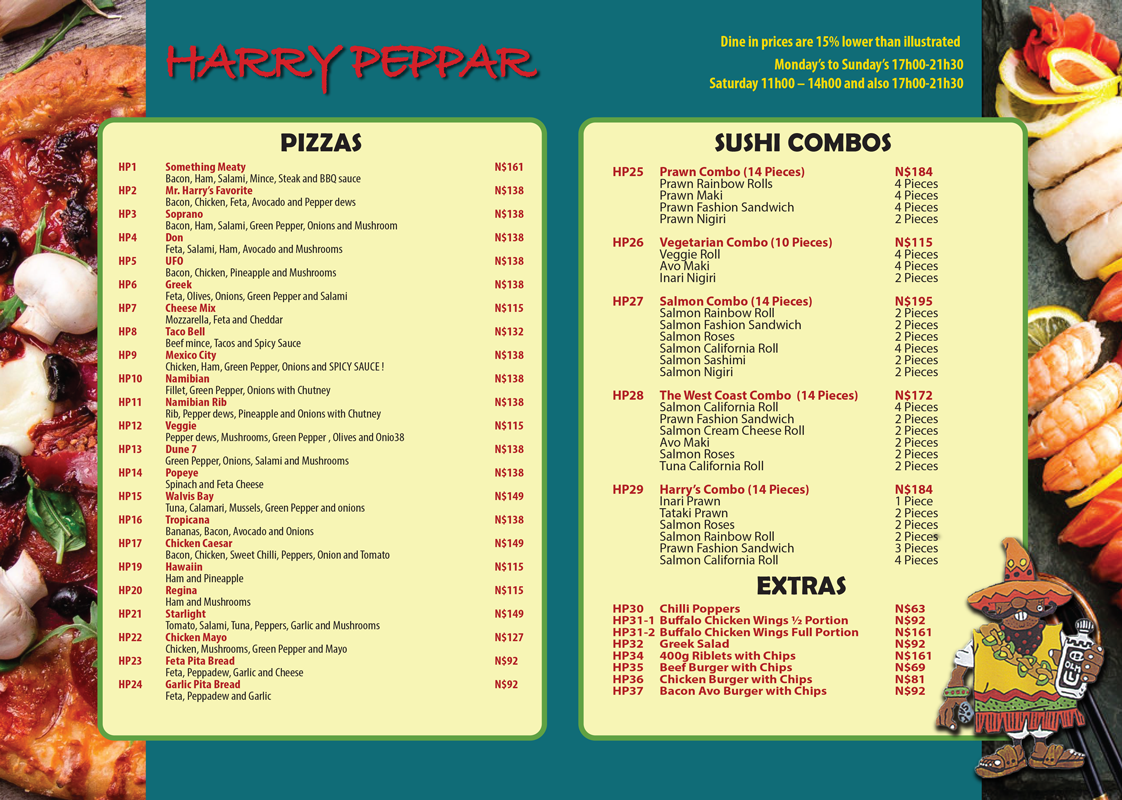 HARRY PEPPAR
Dine in prices are 15% lower than illustrated
Monday's to Sunday's 17h00-21h30
Saturday 11h00 – 14h00 and also 17h00-21h30
PIZZAS
HP1 Something Meaty N$161
Bacon, Ham, Salami, Mince, Steak and BBQ sauce
HP2 Mr. Harry's Favorite N$138
Bacon, Chicken, Feta, Avocado and Pepper dews
HP3 Soprano N$138
Bacon, Ham, Salami, Green Pepper, Onions and Mushroom
HP4 Don N$138
Feta, Salami, Ham, Avocado and Mushrooms
HP5 UFO N$138
Bacon, Chicken, Pineapple and Mushrooms
HP6 Greek N$138
Feta, Olives, Onions, Green Pepper and Salami
HP7 Cheese Mix N$115
Mozzarella, Feta and Cheddar
HP8 Taco Bell N$132
Beef mince, Tacos and Spicy Sauce
HP9 Mexico City N$138
Chicken, Ham, Green Pepper, Onions and SPICY SAUCE !
HP10 Namibian N$138
Fillet, Green Pepper, Onions with Chutney
HP11 Namibian Rib N$138
Rib, Pepper dews, Pineapple and Onions with Chutney
HP12 Veggie N$115
Pepper dews, Mushrooms, Green Pepper , Olives and Onio38
HP13 Dune 7 N$138
Green Pepper, Onions, Salami and Mushrooms
HP14 Popeye N$138
Spinach and Feta Cheese
HP15 Walvis Bay N$149
Tuna, Calamari, Mussels, Green Pepper and onions
HP16 Tropicana N$138
Bananas, Bacon, Avocado and Onions
HP17 Chicken Caesar N$149
Bacon, Chicken, Sweet Chilli, Peppers, Onion and Tomato
HP19 Hawaiin N$115
Ham and Pineapple
HP20 Regina N$115
Ham and Mushrooms
HP21 Starlight N$149
Tomato, Salami, Tuna, Peppers, Garlic and Mushrooms
HP22 Chicken Mayo N$127
Chicken, Mushrooms, Green Pepper and Mayo
HP23 Feta Pita Bread N$92
Feta, Peppadew, Garlic and Cheese
HP24 Garlic Pita Bread N$92
Feta, Peppadew and Garlic
SUSHI COMBOS
HP25 Prawn Combo (14 Pieces) N$184
Prawn Rainbow Rolls 4 Pieces
Prawn Maki 4 Pieces
Prawn Fashion Sandwich 4 Pieces
Prawn Nigiri 2 Pieces
HP26 Vegetarian Combo (10 Pieces) N$115
Veggie Roll 4 Pieces
Avo Maki 4 Pieces
Inari Nigiri 2 Pieces
HP27 Salmon Combo (14 Pieces) N$195
Salmon Rainbow Roll 2 Pieces
Salmon Fashion Sandwich 2 Pieces
Salmon Roses 2 Pieces
Salmon California Roll 4 Pieces
Salmon Sashimi 2 Pieces
Salmon Nigiri 2 Pieces
HP28 The West Coast Combo (14 Pieces) N$172
Salmon California Roll 4 Pieces
Prawn Fashion Sandwich 2 Pieces
Salmon Cream Cheese Roll 2 Pieces
Avo Maki 2 Pieces
Salmon Roses 2 Pieces
Tuna California Roll 2 Pieces
HP29 Harry's Combo (14 Pieces) N$184
Inari Prawn 1 Piece
Tataki Prawn 2 Pieces
Salmon Roses 2 Pieces
Salmon Rainbow Roll 2 Pieces
Prawn Fashion Sandwich 3 Pieces
Salmon California Roll 4 Pieces
EXTRAS
HP30 Chilli Poppers N$63
HP31-1 Buffalo Chicken Wings ½ Portion N$92
HP31-2 Buffalo Chicken Wings Full Portion N$161
HP32 Greek Salad N$92
HP34 400g Riblets with Chips N$161
HP35 Beef Burger with Chips N$69
HP36 Chicken Burger with Chips N$81
HP37 Bacon Avo Burger with Chips N$92